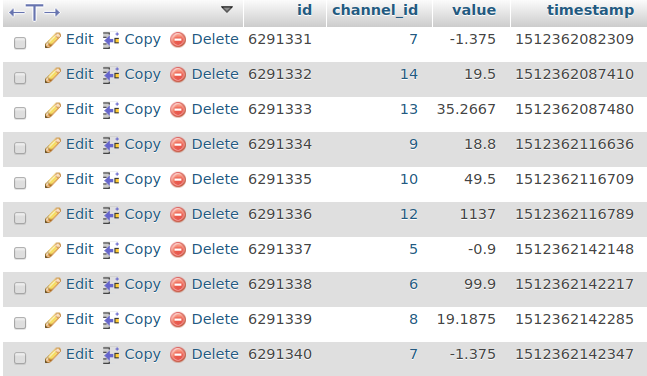 id channel_id value timestamp
Edit Copy Delete 6291331 7 -1.375 1512362082309
Edit Copy Delete 6291332 14 19.5 1512362087410
Edit Copy Delete 6291333 13 35.2667 1512362087480
Edit Copy Delete 6291334 9 18.8 1512362116636
Edit Copy Delete 6291335 10 49.5 1512362116709
Edit Copy Delete 6291336 12 1137 1512362116789
Edit Copy Delete 6291337 5 -0.9 1512362142148
Edit Copy Delete 6291338 6 99.9 1512362142217
Edit Copy Delete 6291339 8 19.1875 1512362142285
Edit Copy Delete 6291340 7 -1.375 1512362142347